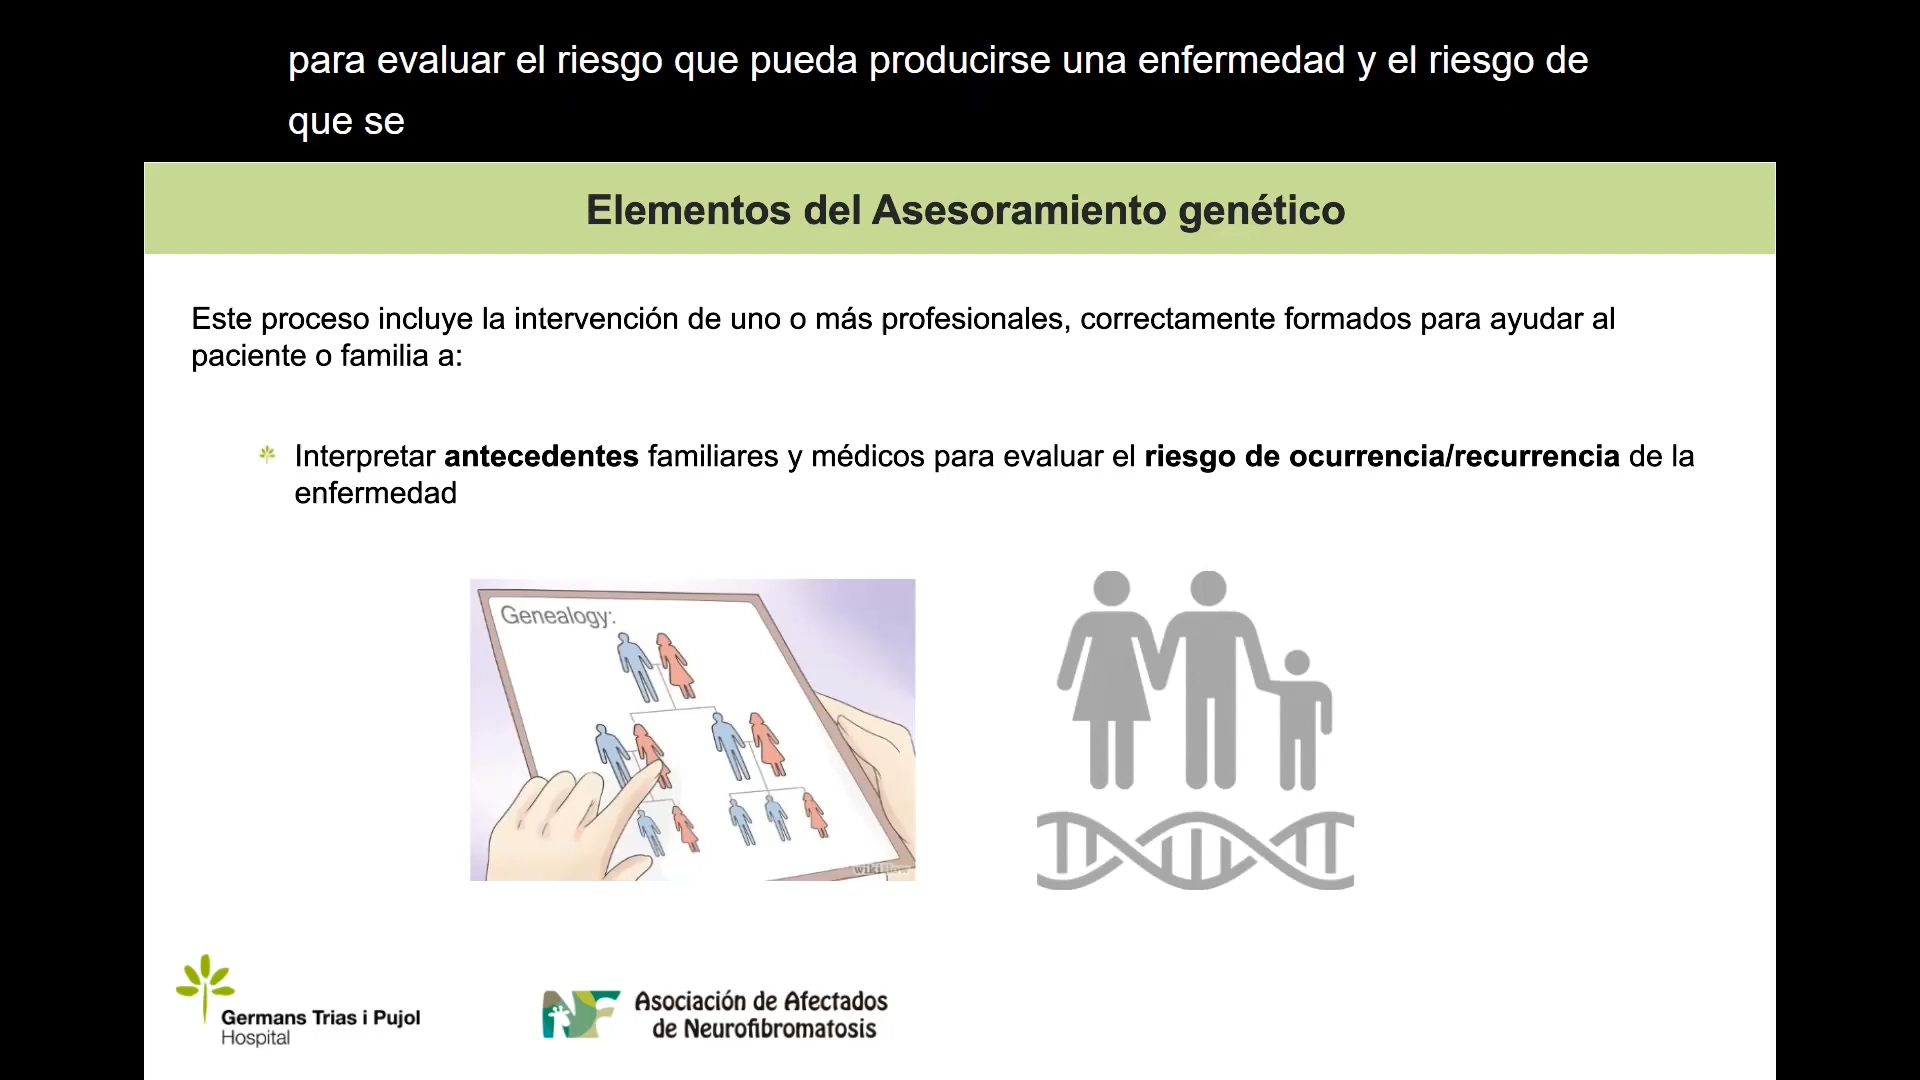 para evaluar el riesgo que pueda producirse una enfermedad y el riesgo de
que se
Elementos del Asesoramiento genético
Este proceso incluye la intervención de uno o más profesionales, correctamente formados para ayudar al
paciente o familia a:
Interpretar antecedentes familiares y médicos para evaluar el riesgo de ocurrencia/recurrencia de la
enfermedad
Genealogy:
wikiHow
Germans Trias i Pujol
Hospital
NF
Asociación de Afectados
de Neurofibromatosis